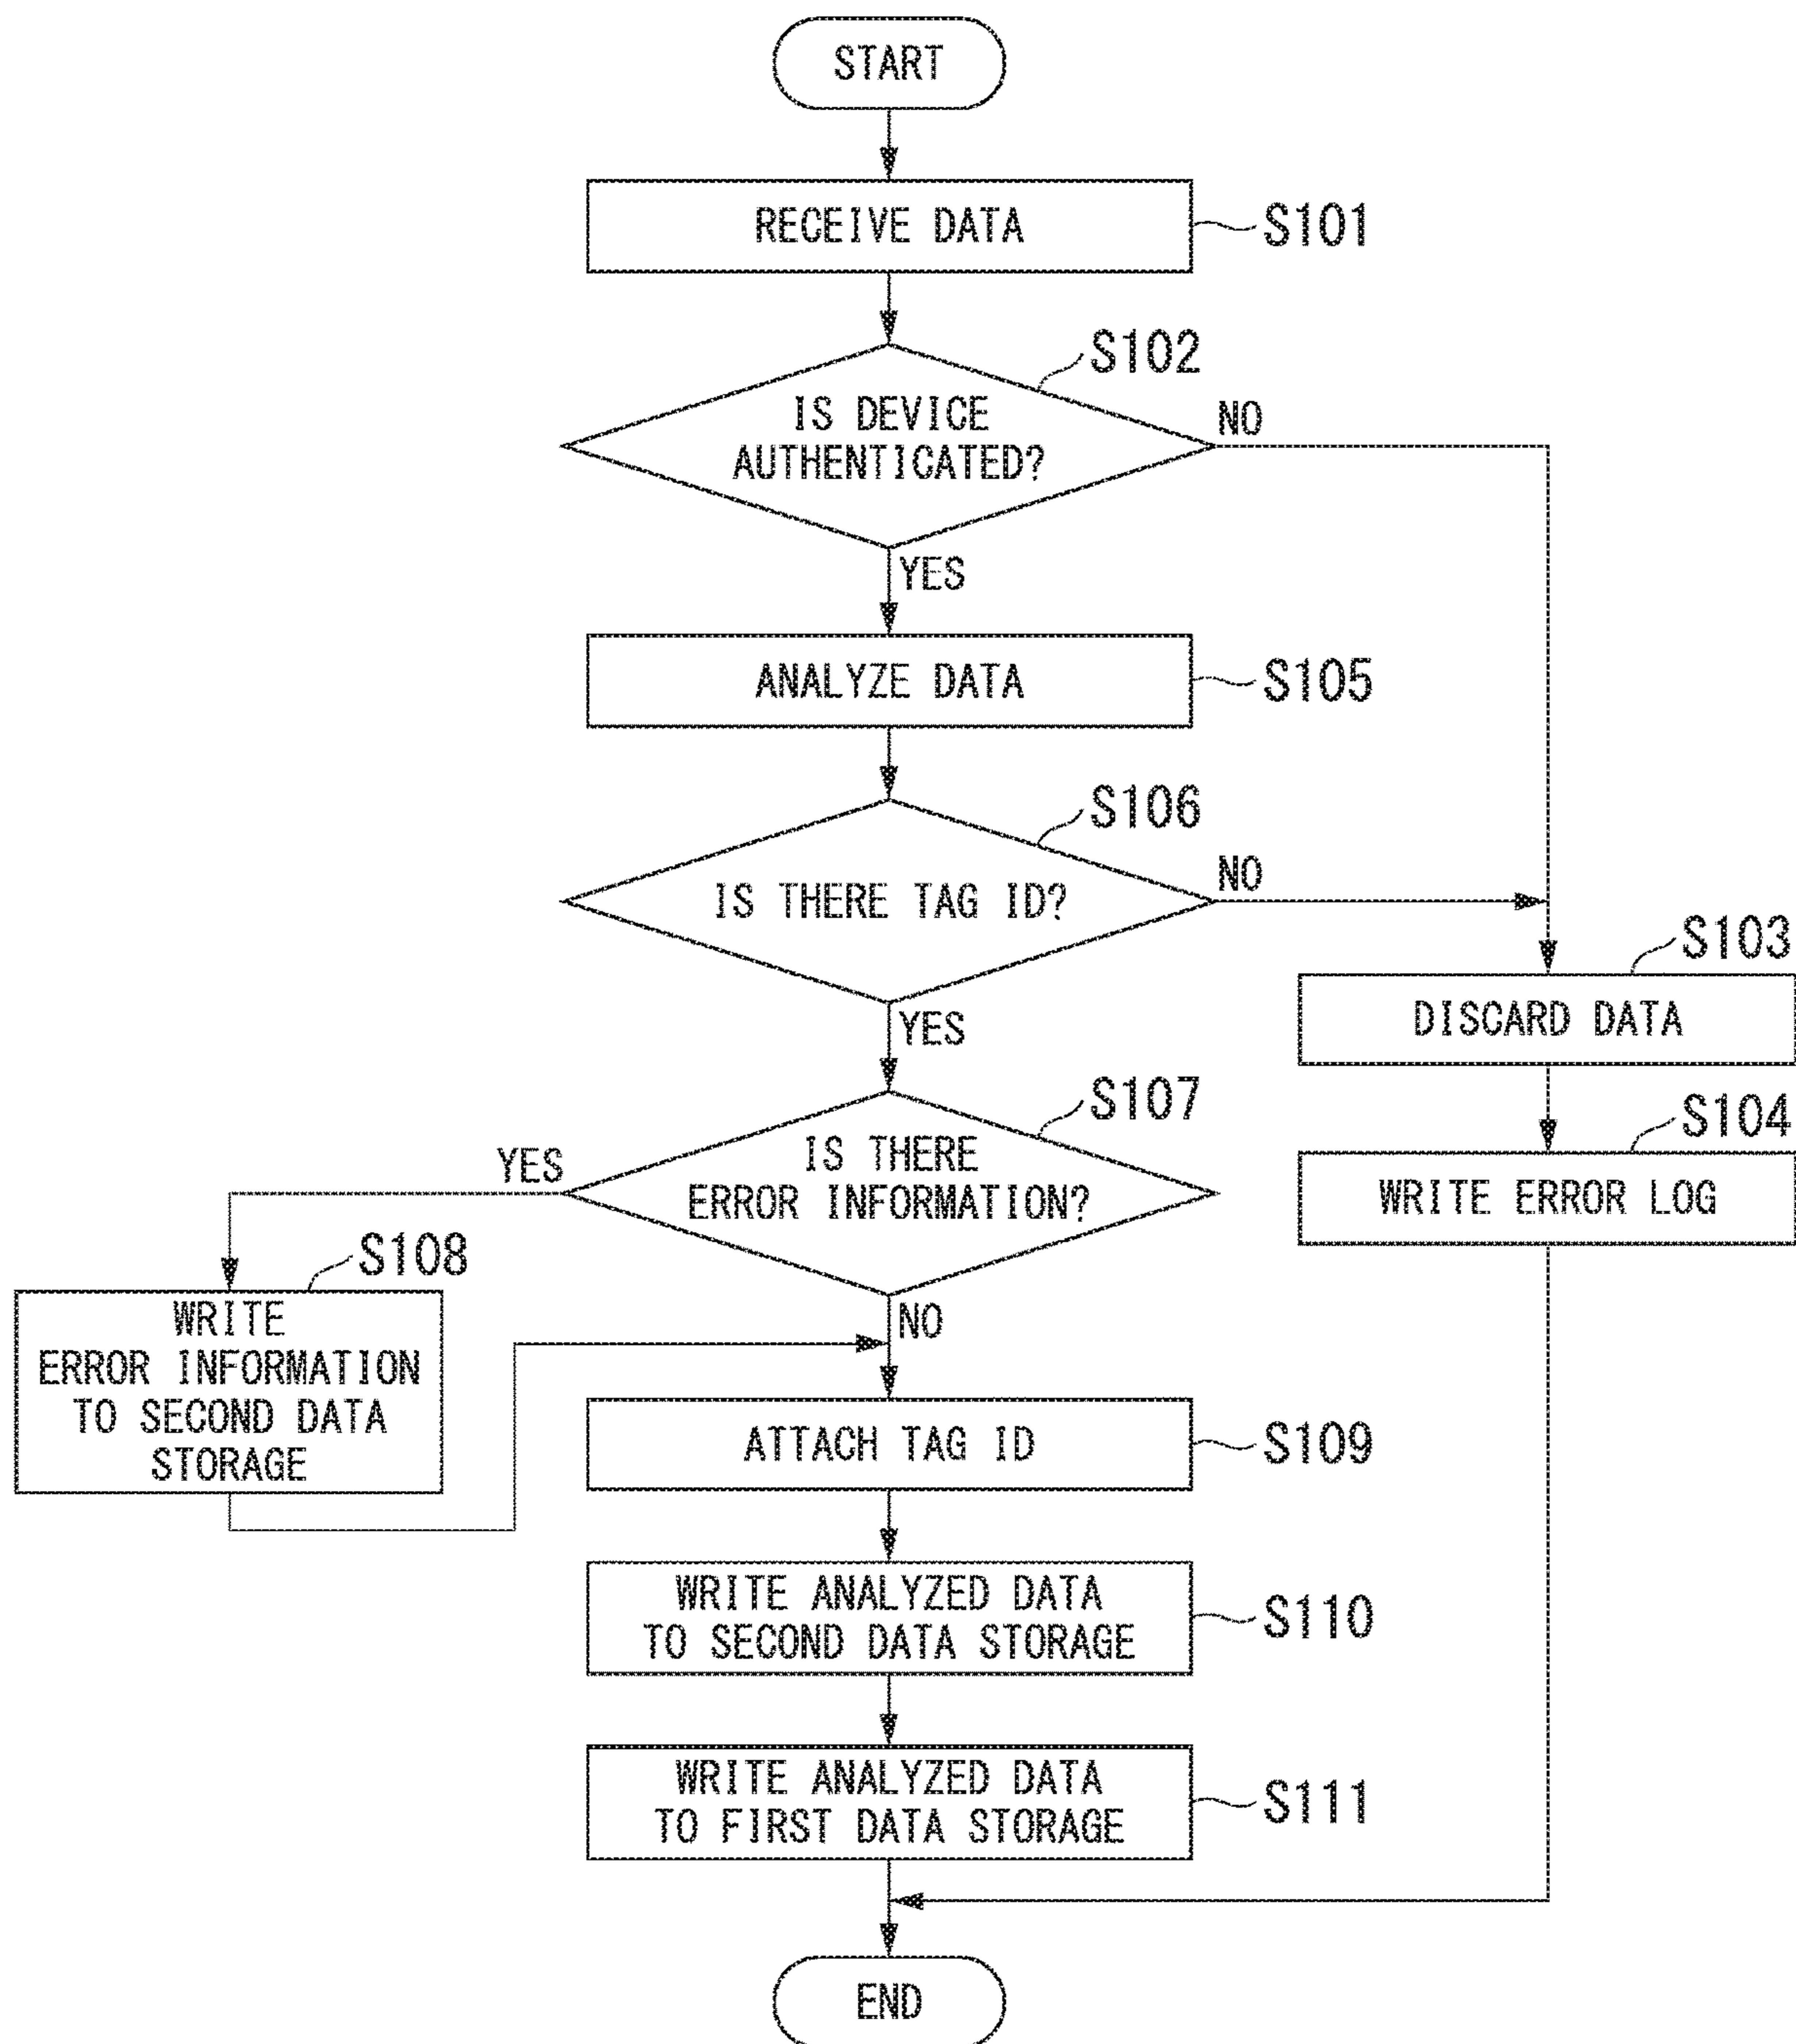 START
RECEIVE DATA
S101
S102
IS DEVICE
AUTHENTICATED?
NO
YES
ANALYZE DATA
S105
S106
IS THERE TAG ID?
NO
YES
S103
DISCARD DATA
S107
IS THERE
ERROR INFORMATION?
YES
NO
S104
WRITE ERROR LOG
S108
WRITE
ERROR INFORMATION
TO SECOND DATA
STORAGE
ATTACH TAG ID
S109
WRITE ANALYZED DATA
TO SECOND DATA STORAGE
S110
WRITE ANALYZED DATA
TO FIRST DATA STORAGE
S111
END